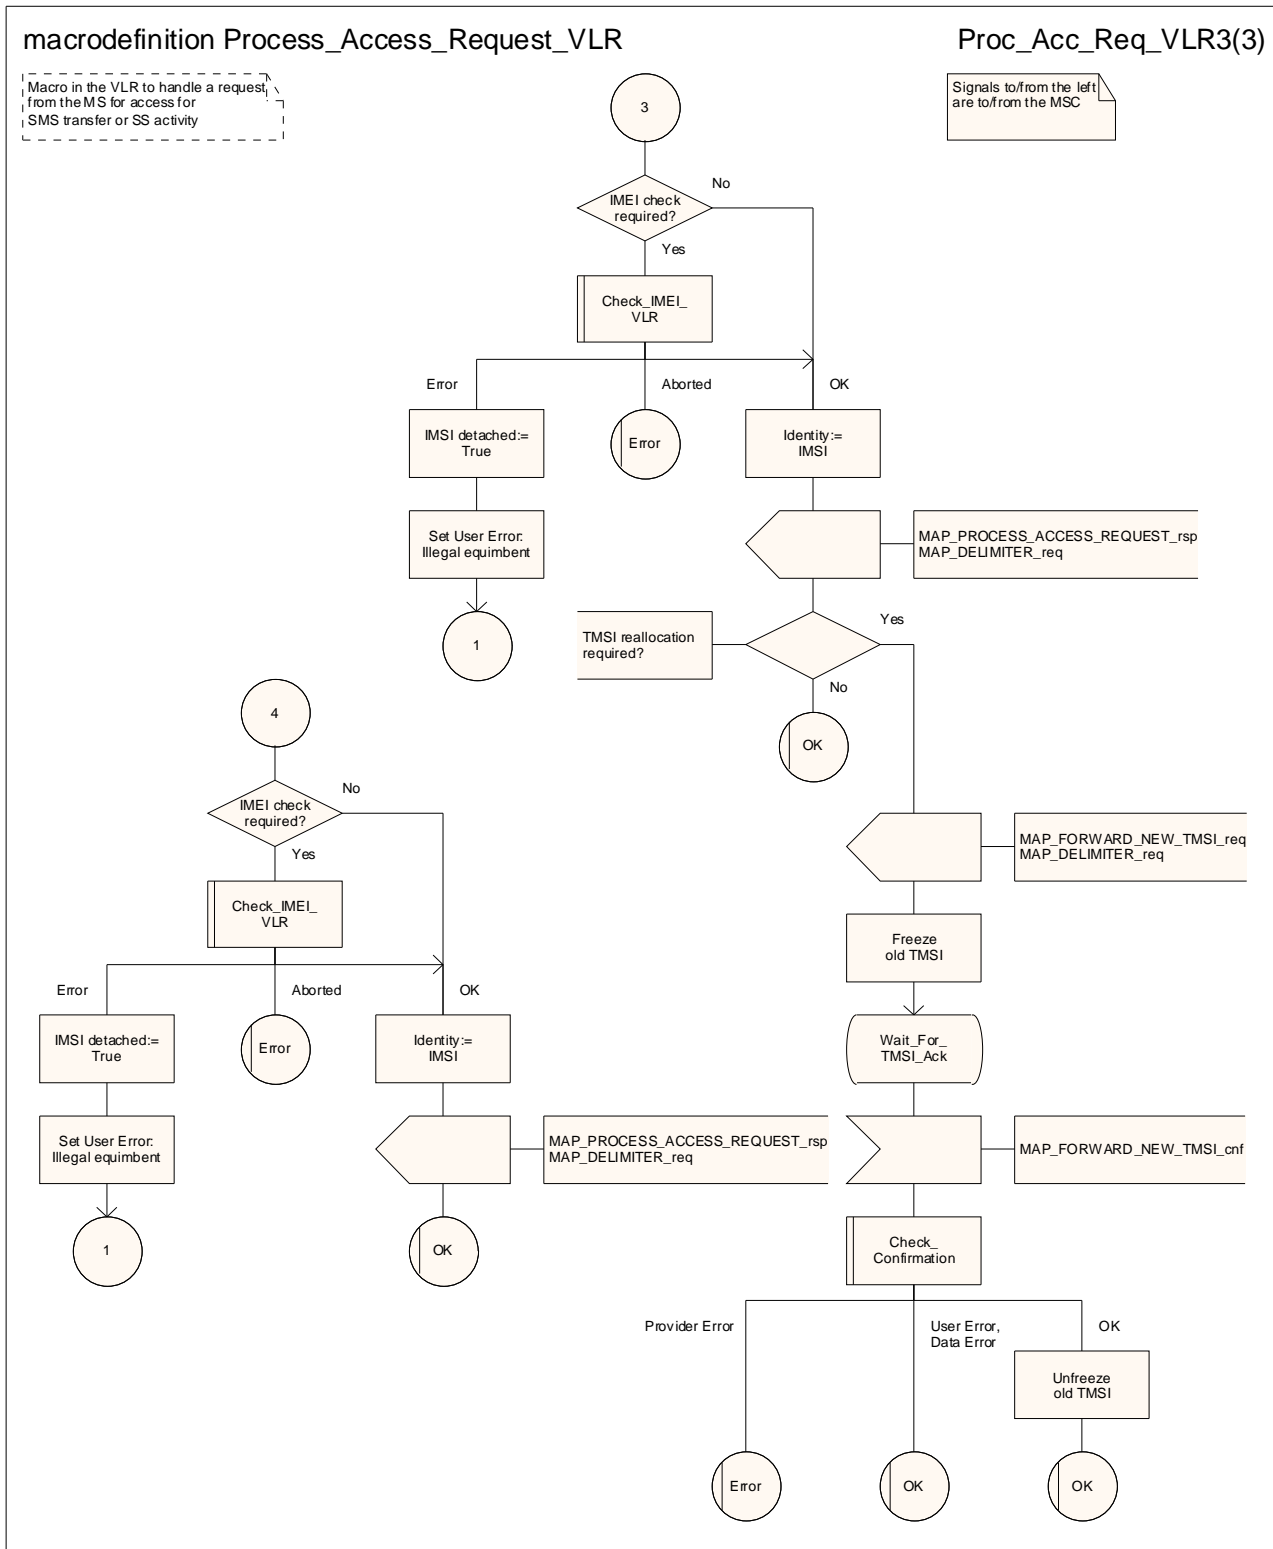 macrodefinition Process_Access_Request_VLR
Proc_Acc_Req_VLR3(3)
Macro in the VLR to handle a request
from the MS for access for
SMS transfer or SS activity
Signals to/from the left
are to/from the MSC
3
IMEI check
required?
No
Yes
Check_IMEI_
VLR
Error
Aborted
OK
IMSI detached:=
True
Error
Identity:=
IMSI
Set User Error:
Illegal equimbent
MAP_PROCESS_ACCESS_REQUEST_rsp
MAP_DELIMITER_req
1
TMSI reallocation
required?
Yes
No
OK
4
IMEI check
required?
No
Yes
Check_IMEI_
VLR
Error
Aborted
OK
IMSI detached:=
True
Error
Identity:=
IMSI
Set User Error:
Illegal equimbent
MAP_PROCESS_ACCESS_REQUEST_rsp
MAP_DELIMITER_req
1
OK
MAP_FORWARD_NEW_TMSI_req
MAP_DELIMITER_req
Freeze
old TMSI
Wait_For_
TMSI_Ack
MAP_FORWARD_NEW_TMSI_cnf
Check_
Confirmation
Provider Error
User Error,
Data Error
OK
Unfreeze
old TMSI
Error
OK
OK